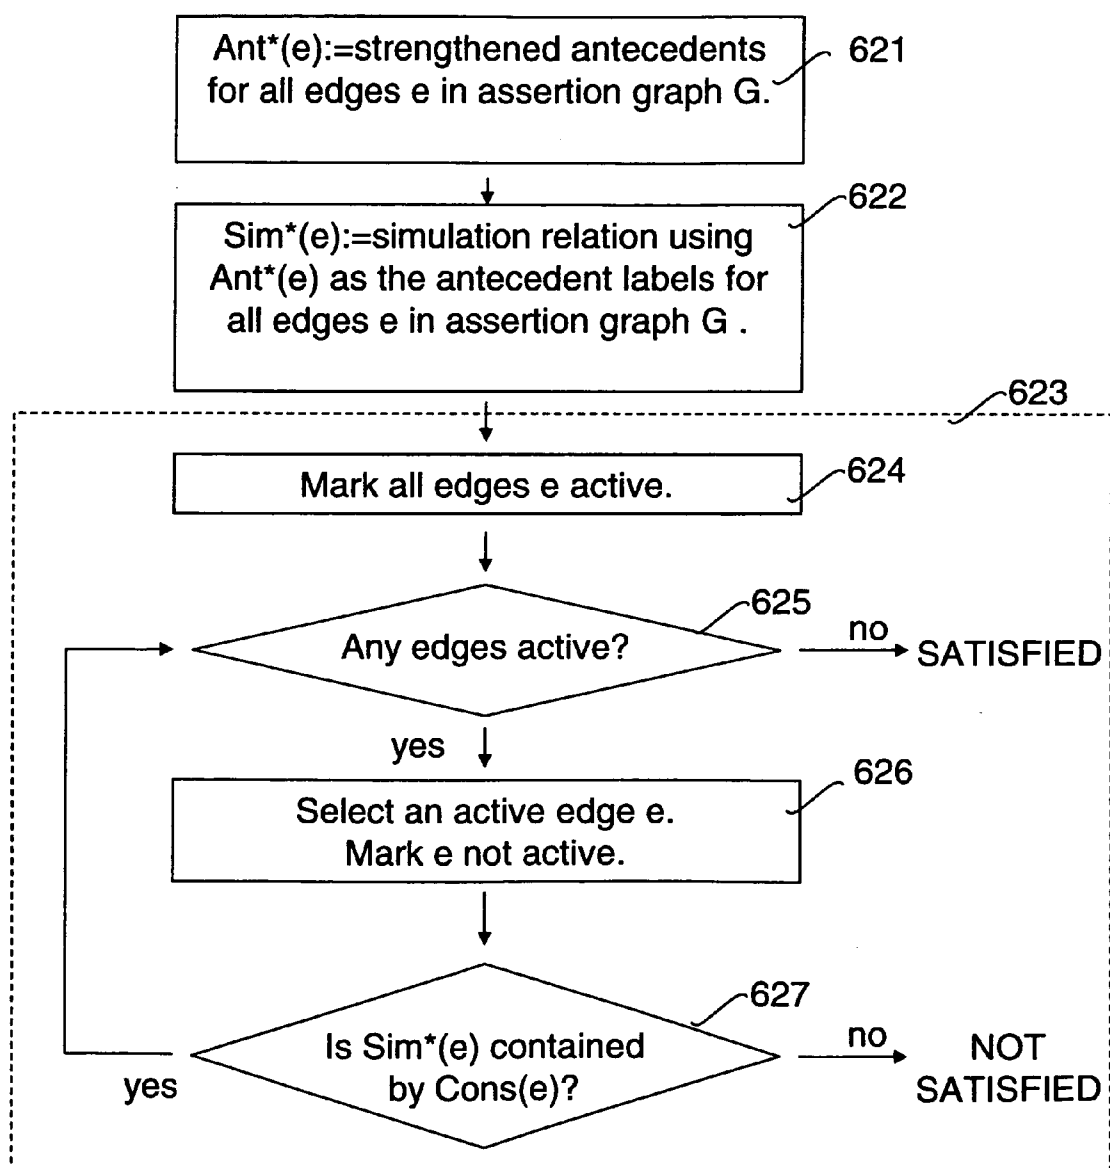 Ant*(e):=strengthened antecedents
for all edges e in assertion graph G.
621
622
Sim*(e):=simulation relation using
Ant*(e) as the antecedent labels for
all edges e in assertion graph G .
623
Mark all edges e active.
624
625
Any edges active?
no
SATISFIED
yes
626
Select an active edge e.
Mark e not active.
627
Is Sim*(e) contained
by Cons(e)?
no
NOT
SATISFIED
yes